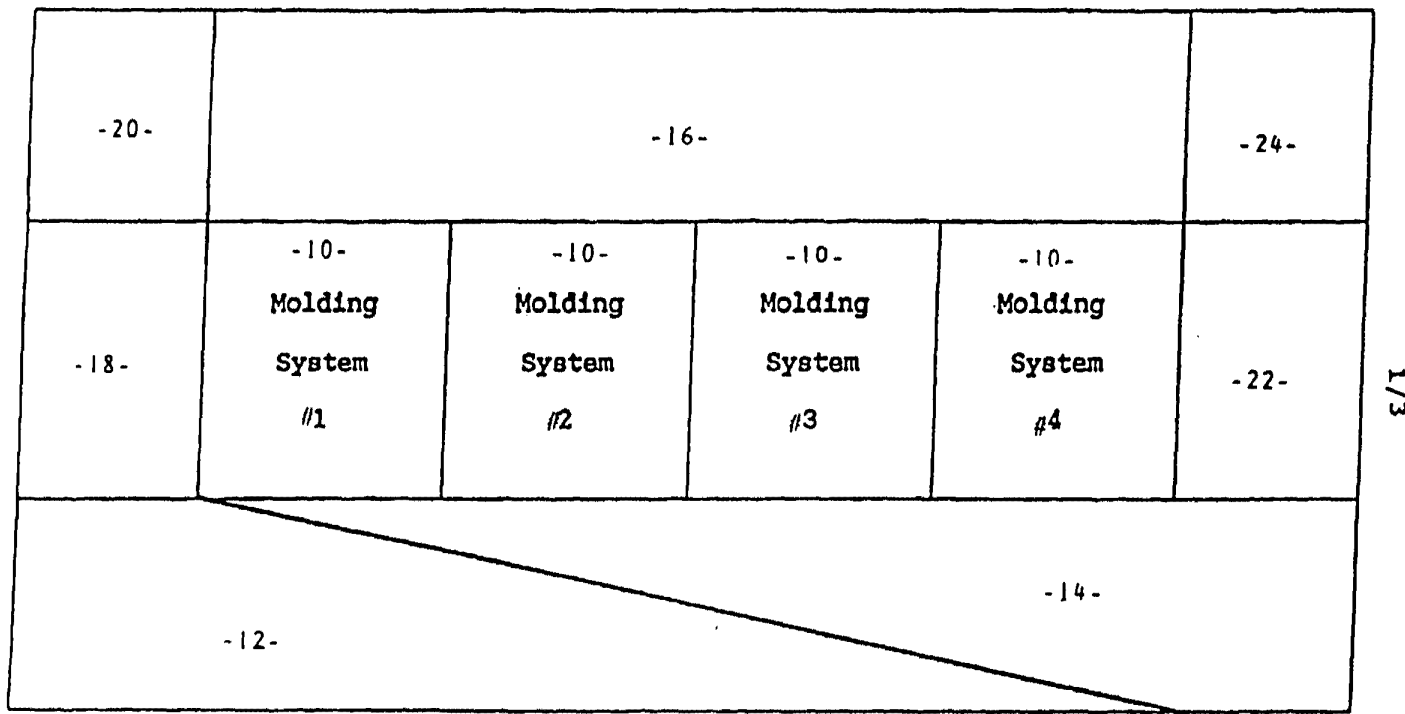 -20-
-16-
-24-
-10-
Molding
System
#1
-10-
Molding
System
#2
-10-
Molding
System
#3
-10-
Molding
System
#4
-18-
-22-
1/3
-14-
-12-